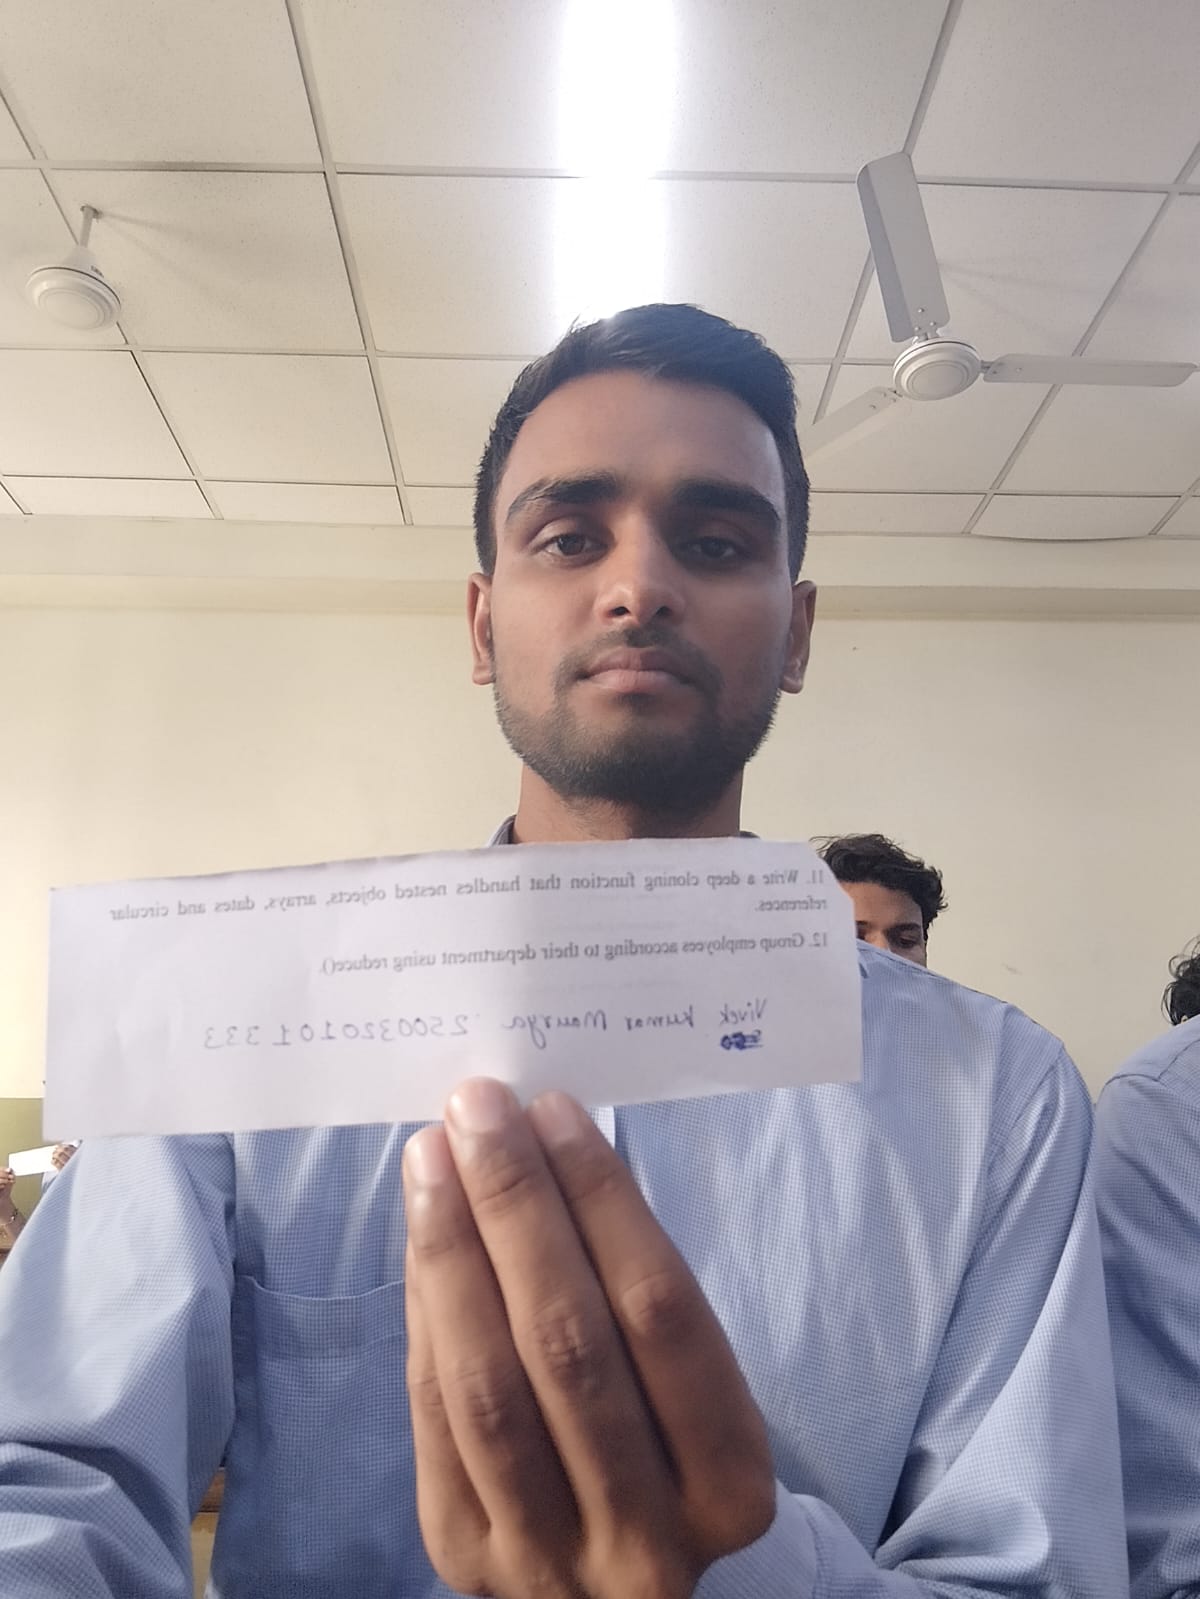 11. Write a deep cloning function that handles nested objects, arrays, dates and circular
references.
12. Group employees according to their department using reduce().
Vivek kumar Maurya 2500320101333